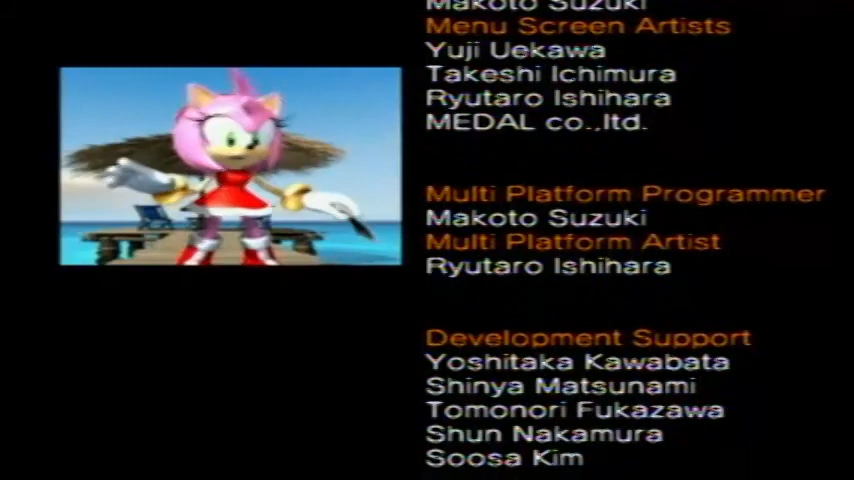 Makoto Suzuki
Menu Screen Artists
Yuji Uekawa
Takeshi Ichimura
Ryutaro Ishihara
MEDAL co.,ltd.
Multi Platform Programmer
Makoto Suzuki
Multi Platform Artist
Ryutaro Ishihara
Development Support
Yoshitaka Kawabata
Shinya Matsunami
Tomonori Fukazawa
Shun Nakamura
Soosa Kim